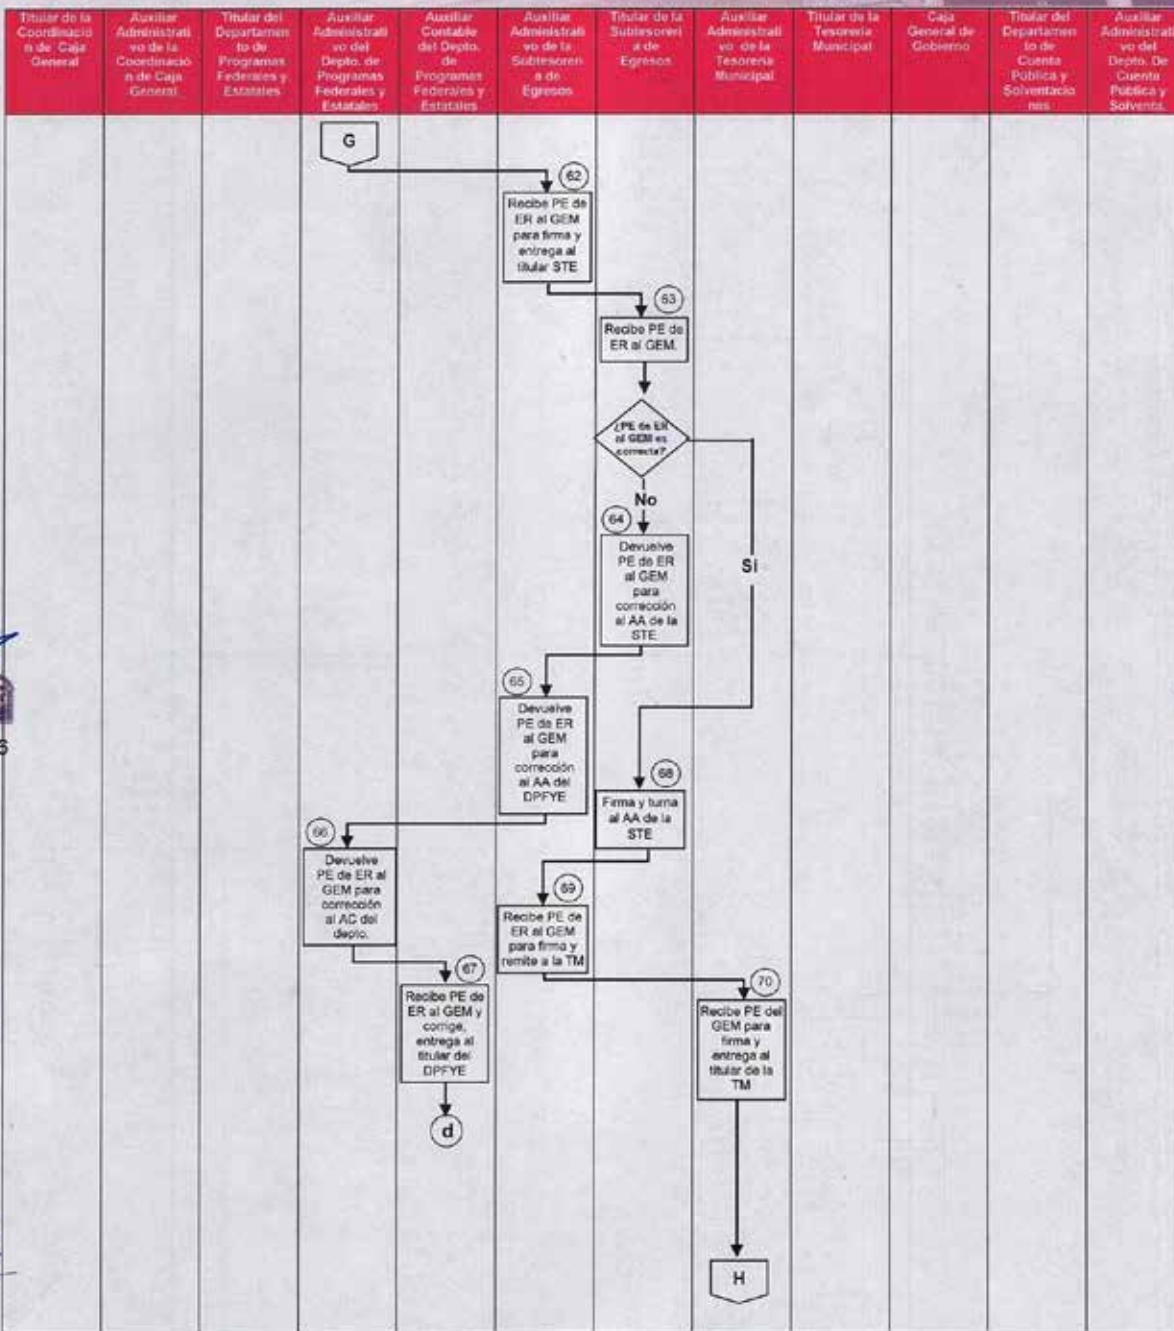 Titular de la
Coordinació
n de Caja
General
Auxiliar
Administrati
vo de la
Coordinació
n de Caja
General
Titular del
Departamen
to de
Programas
Federales y
Estatales
Auxiliar
Administrati
vo del
Depto. de
Programas
Federales y
Estatales
Auxiliar
Contable
del Depto.
de
Programas
Federales y
Estatales
Auxiliar
Administrati
vo de la
Subtesorerí
a de
Egresos
Titular de la
Subtesorerí
a de
Egresos
Auxiliar
Administrati
vo de la
Tesorería
Municipal
Titular de la
Tesorería
Municipal
Caja
General de
Gobierno
Titular del
Departamen
to de
Cuenta
Pública y
Solventacio
nes
Auxiliar
Administrati
vo del
Depto. De
Cuenta
Pública y
Solventa.
G
62
Recibe PE de
ER al GEM
para firma y
entrega al
titular STE
63
Recibe PE de
ER al GEM.
¿PE de ER
al GEM es
correcta?
No
Si
64
Devuelve
PE de ER
al GEM
para
corrección
al AA de la
STE
65
Devuelve
PE de ER
al GEM
para
corrección
al AA del
DPFYE
68
Firma y turna
al AA de la
STE
66
Devuelve
PE de ER al
GEM para
corrección
al AC del
depto.
69
Recibe PE de
ER al GEM
para firma y
remite a la TM
67
Recibe PE de
ER al GEM y
corrige,
entrega al
titular del
DPFYE
70
Recibe PE del
GEM para
firma y
entrega al
titular de la
TM
d
H